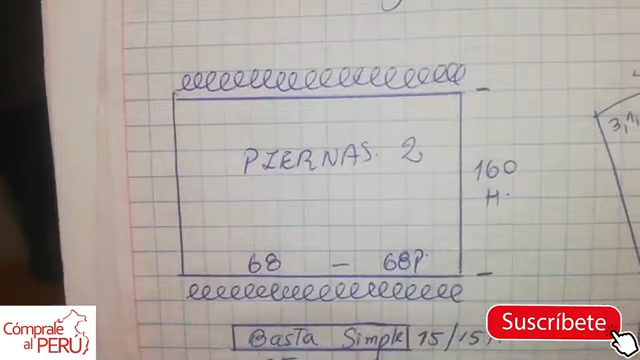 PIERNAS. 2
160
H.
68 — 68P.
Basta Simple 15/15
Cómprale
al PERÚ
Suscríbete